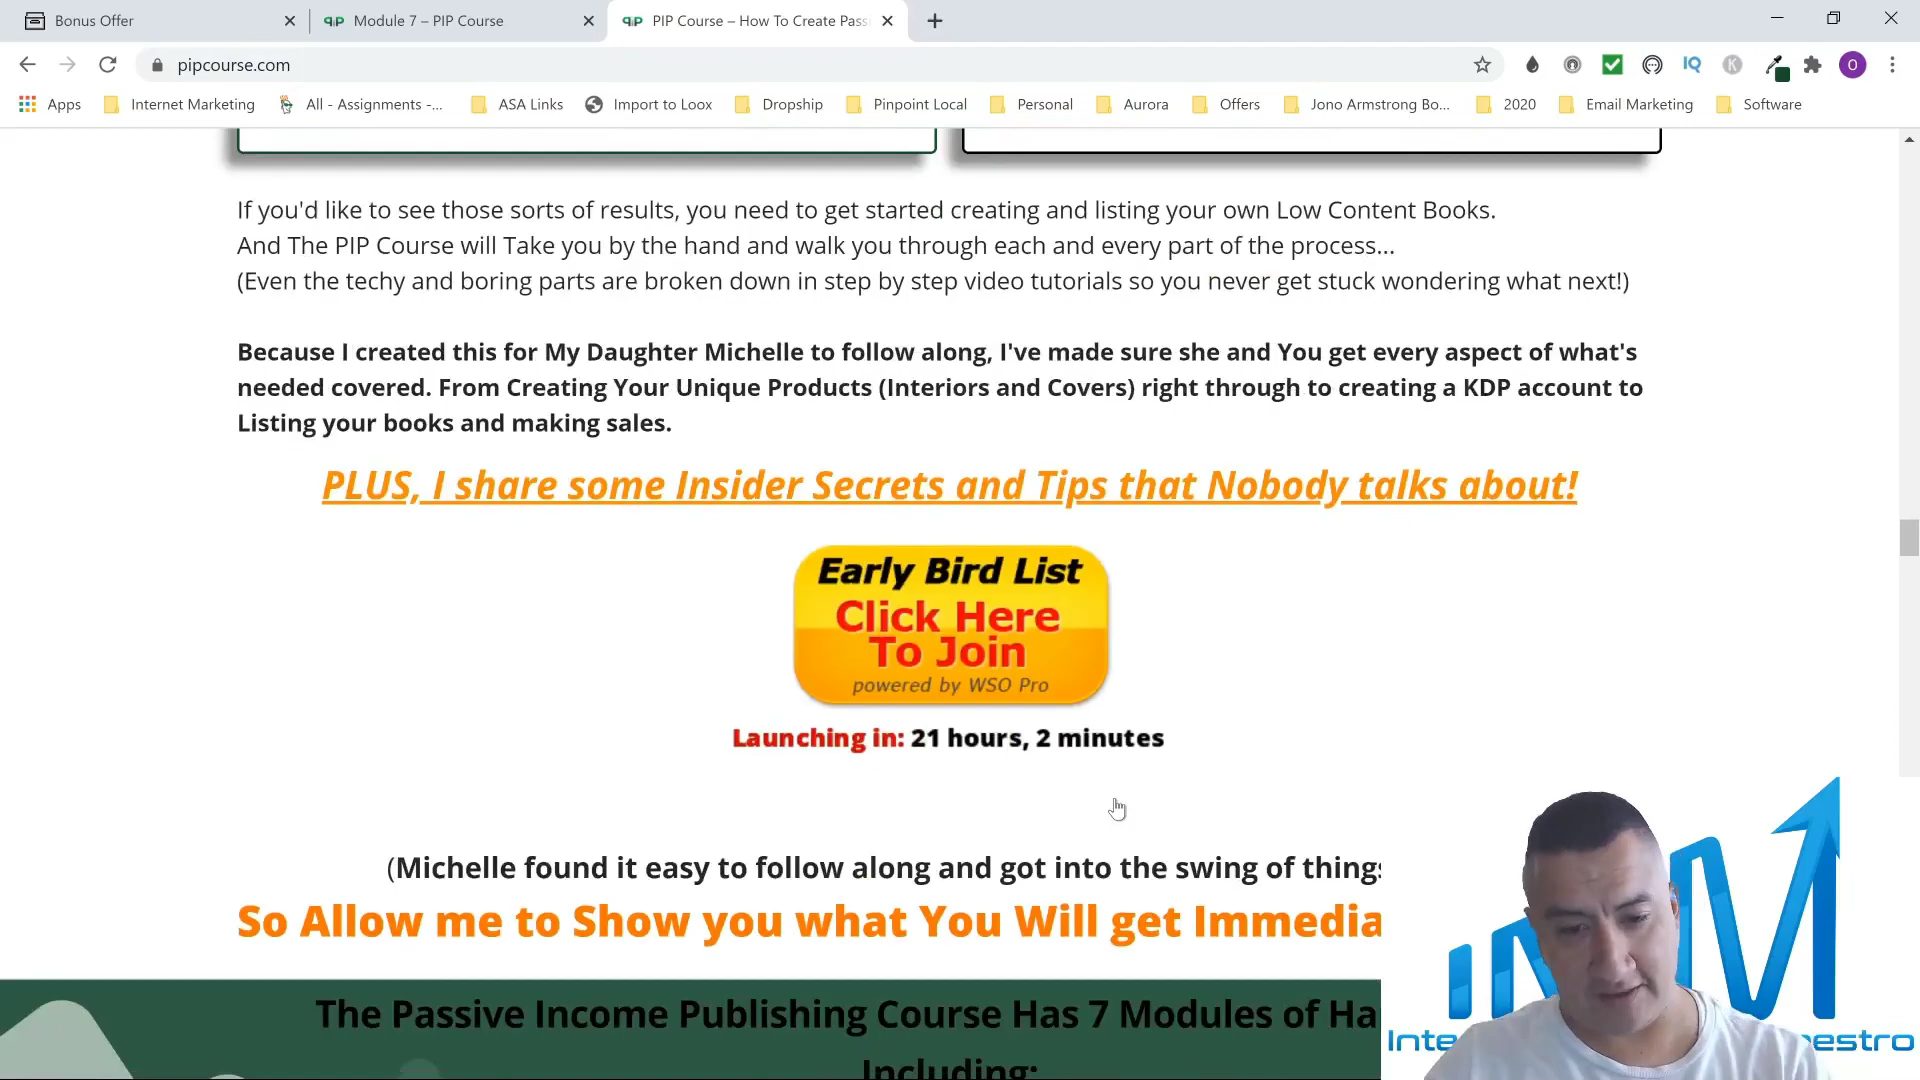 Bonus Offer
Module 7 – PIP Course
PIP Course – How To Create Pass
pipcourse.com
IQ
K
O
Apps
Internet Marketing
All - Assignments -...
ASA Links
Import to Loox
Dropship
Pinpoint Local
Personal
Aurora
Offers
Jono Armstrong Bo...
2020
Email Marketing
Software
If you'd like to see those sorts of results, you need to get started creating and listing your own Low Content Books.
And The PIP Course will Take you by the hand and walk you through each and every part of the process...
(Even the techy and boring parts are broken down in step by step video tutorials so you never get stuck wondering what next!)
Because I created this for My Daughter Michelle to follow along, I've made sure she and You get every aspect of what's
needed covered. From Creating Your Unique Products (Interiors and Covers) right through to creating a KDP account to
Listing your books and making sales.
PLUS, I share some Insider Secrets and Tips that Nobody talks about!
Early Bird List
Click Here
To Join
powered by WSO Pro
Launching in: 21 hours, 2 minutes
(Michelle found it easy to follow along and got into the swing of things
So Allow me to Show you what You Will get Immedia
The Passive Income Publishing Course Has 7 Modules of Ha
Including: